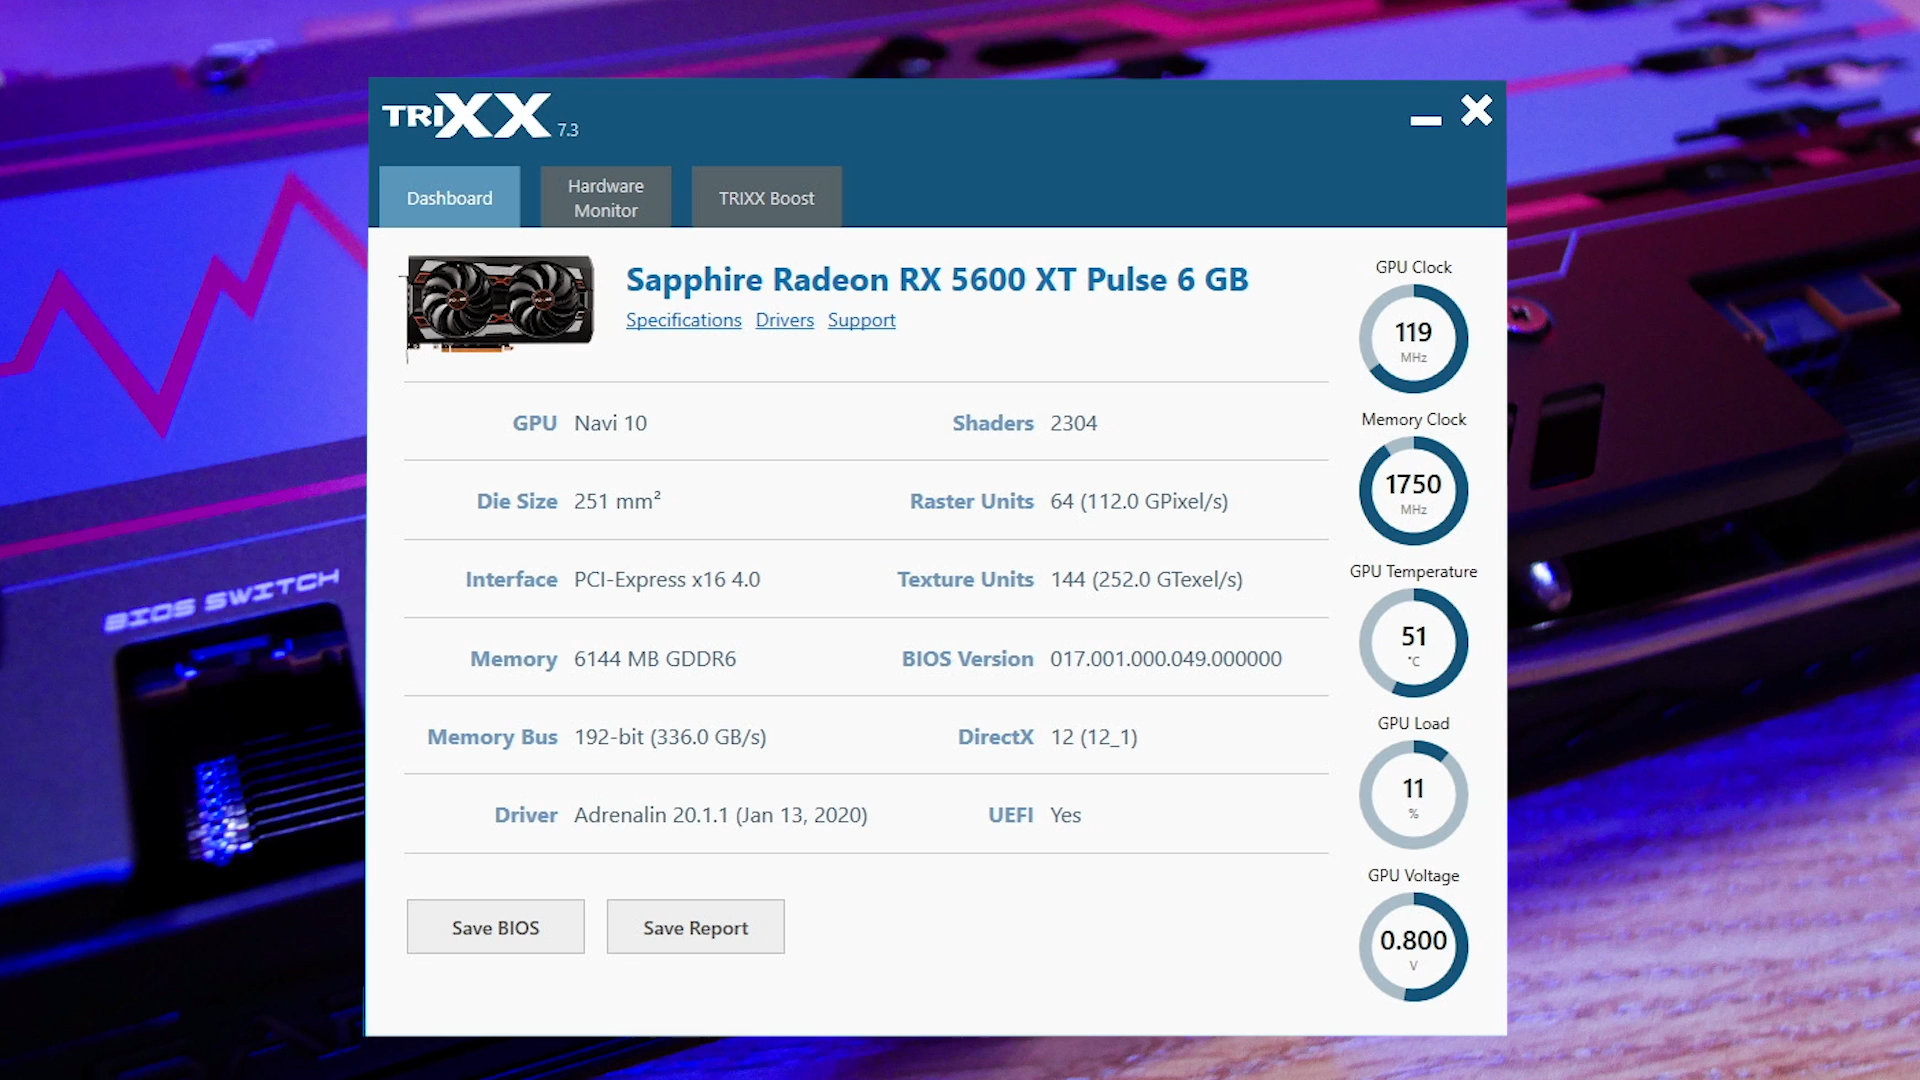 TRIXX 7.3
Dashboard
Hardware
Monitor
TRIXX Boost
Sapphire Radeon RX 5600 XT Pulse 6 GB
Specifications Drivers Support
GPU Navi 10
Shaders 2304
Die Size 251 mm²
Raster Units 64 (112.0 GPixel/s)
Interface PCI-Express x16 4.0
Texture Units 144 (252.0 GTexel/s)
Memory 6144 MB GDDR6
BIOS Version 017.001.000.049.000000
Memory Bus 192-bit (336.0 GB/s)
DirectX 12 (12_1)
Driver Adrenalin 20.1.1 (Jan 13, 2020)
UEFI Yes
Save BIOS
Save Report
GPU Clock
119
MHz
Memory Clock
1750
MHz
GPU Temperature
51
°C
GPU Load
11
%
GPU Voltage
0.800
V
BIOS SWITCH